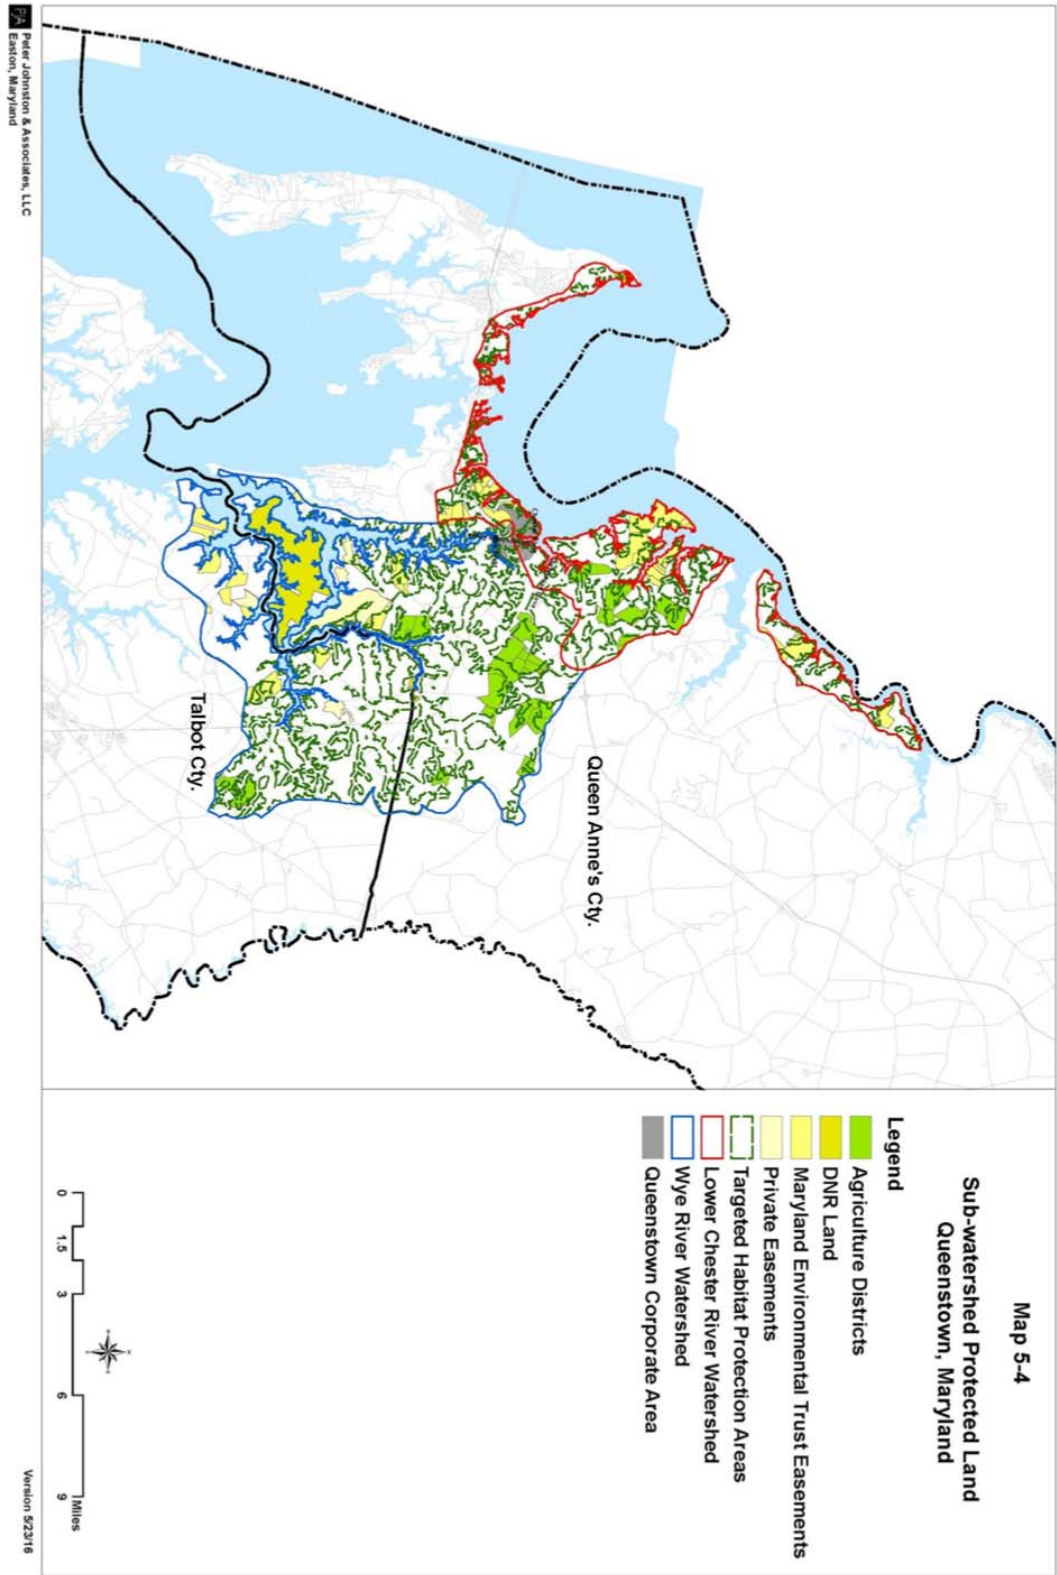 Map 5-4
Sub-watershed Protected Land
Queenstown, Maryland
Legend
Agriculture Districts
DNR Land
Maryland Environmental Trust Easements
Private Easements
Targeted Habitat Protection Areas
Lower Chester River Watershed
Wye River Watershed
Queenstown Corporate Area
Queen Anne's Cty.
Talbot Cty.
0 1.5 3 6 9
Miles
PJA
Peter Johnston & Associates, LLC
Easton, Maryland
Version 5/23/16